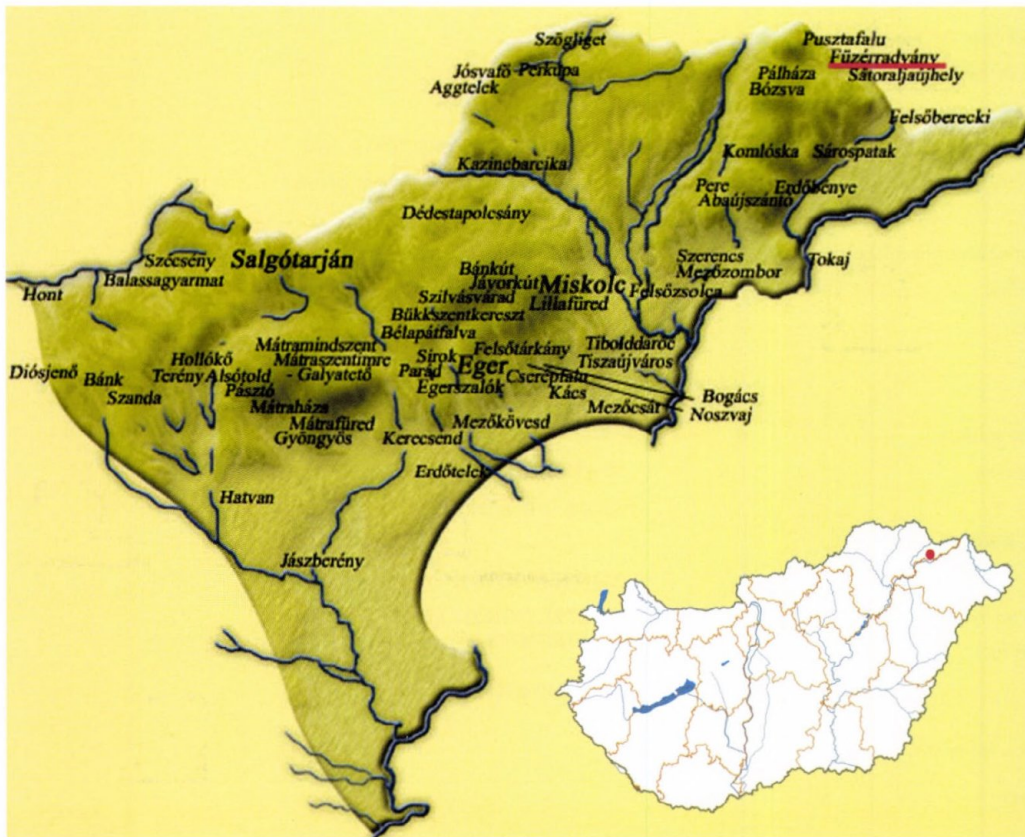 Szögliget
Pusztafalu
Füzérradvány
Jósvafő Perkupa
Pálháza Sátoraljaújhely
Aggtelek
Bózsva
Felsőberecki
Komlóska Sárospatak
Kazincbarcika
Pere Erdőbénye
Abaújszántó
Dédestapolcsány
Szécsény
Salgótarján
Szerencs
Tokaj
Balassagyarmat
Bánkút
Mezőzombor
Hont
Jávorkút
Miskolc
Felsőzsolca
Szilvásvárad
Lillafüred
Bükkszentkereszt
Bélapátfalva
Mátramindszent
Felsőtárkány
Tibolddaróc
Hollókő
Mátraszentimre
Sirok
Eger
Tiszaújváros
Diósjenő
Bánk
Terény Alsótold
- Galyatető
Parád
Cserépfalu
Szanda
Pásztó
Egerszalók
Kács
Bogács
Mátraháza
Mezőcsát
Noszvaj
Mátrafüred
Mezőkövesd
Gyöngyös
Kerecsend
Erdőtelek
Hatvan
Jászberény